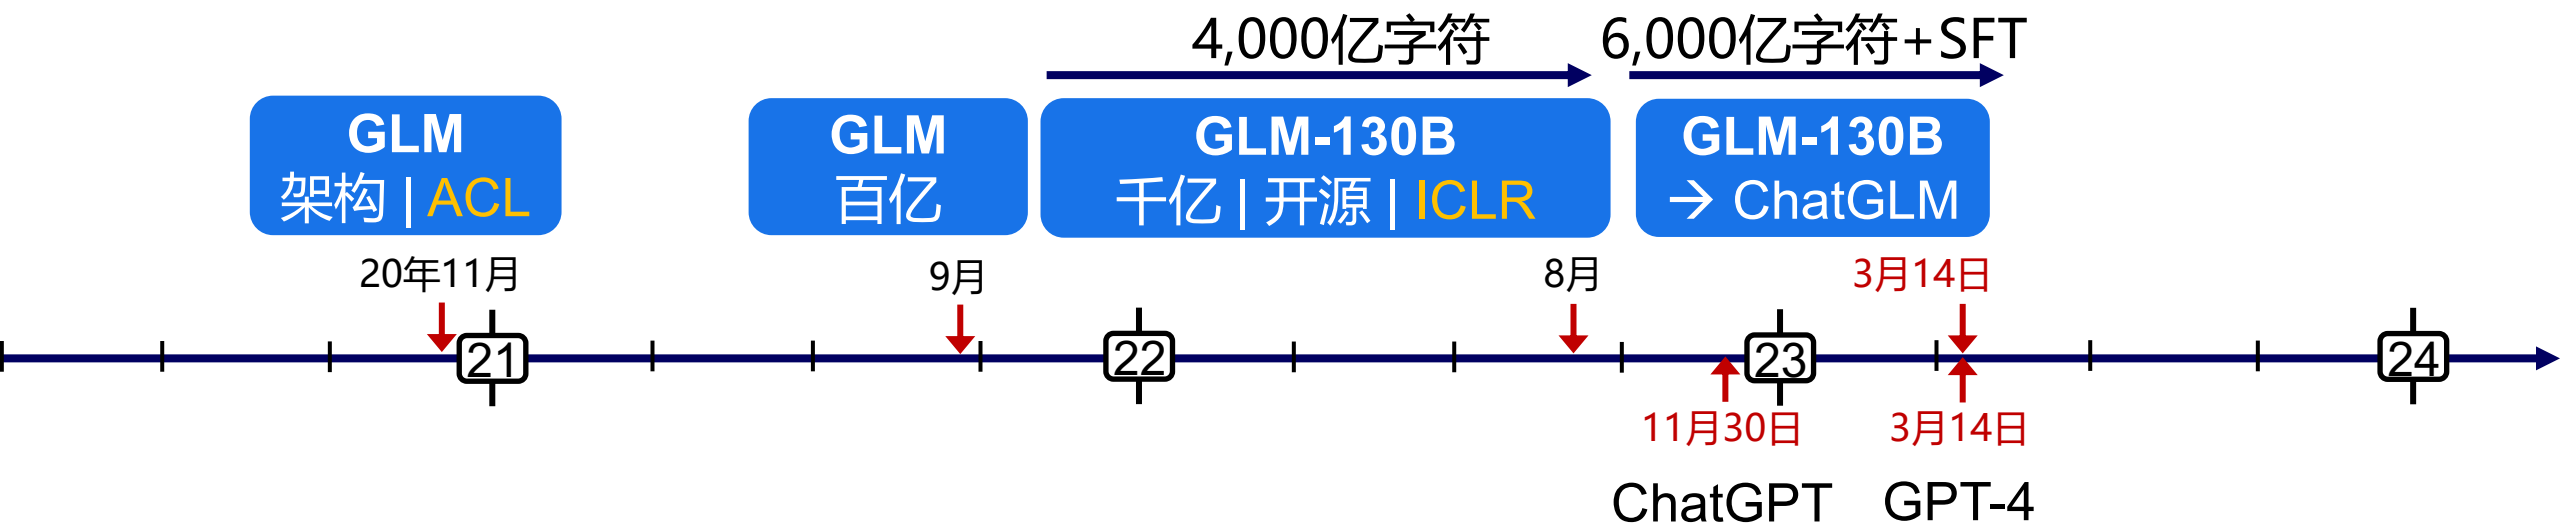 4,000亿字符
6,000亿字符+SFT
GLM
架构 | ACL
GLM
百亿
GLM-130B
千亿 | 开源 | ICLR
GLM-130B
→ ChatGLM
20年11月
9月
8月
3月14日
21
22
23
24
11月30日
3月14日
ChatGPT
GPT-4